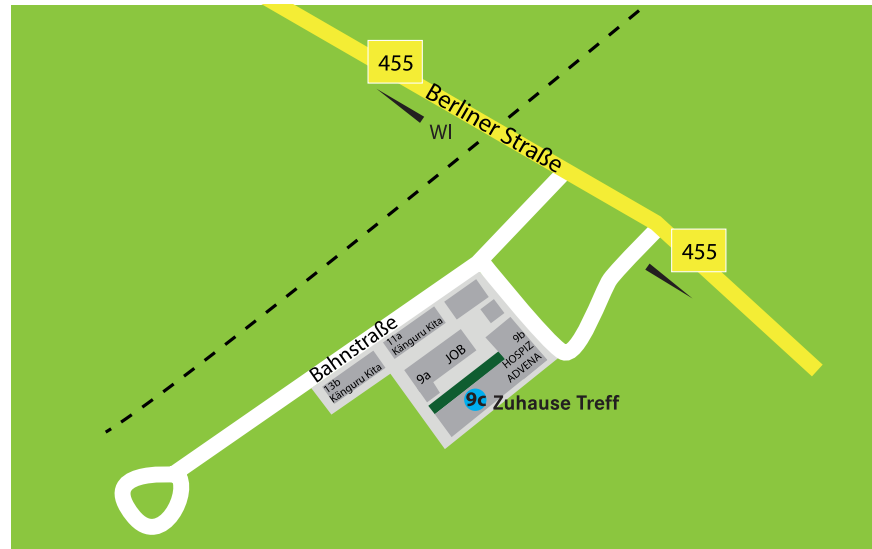 455
Berliner Straße
WI
455
Bahnstraße
11a
Känguru Kita
13b
Känguru Kita
JOB
9a
9b
HOSPIZ
ADVENA
9c Zuhause Treff